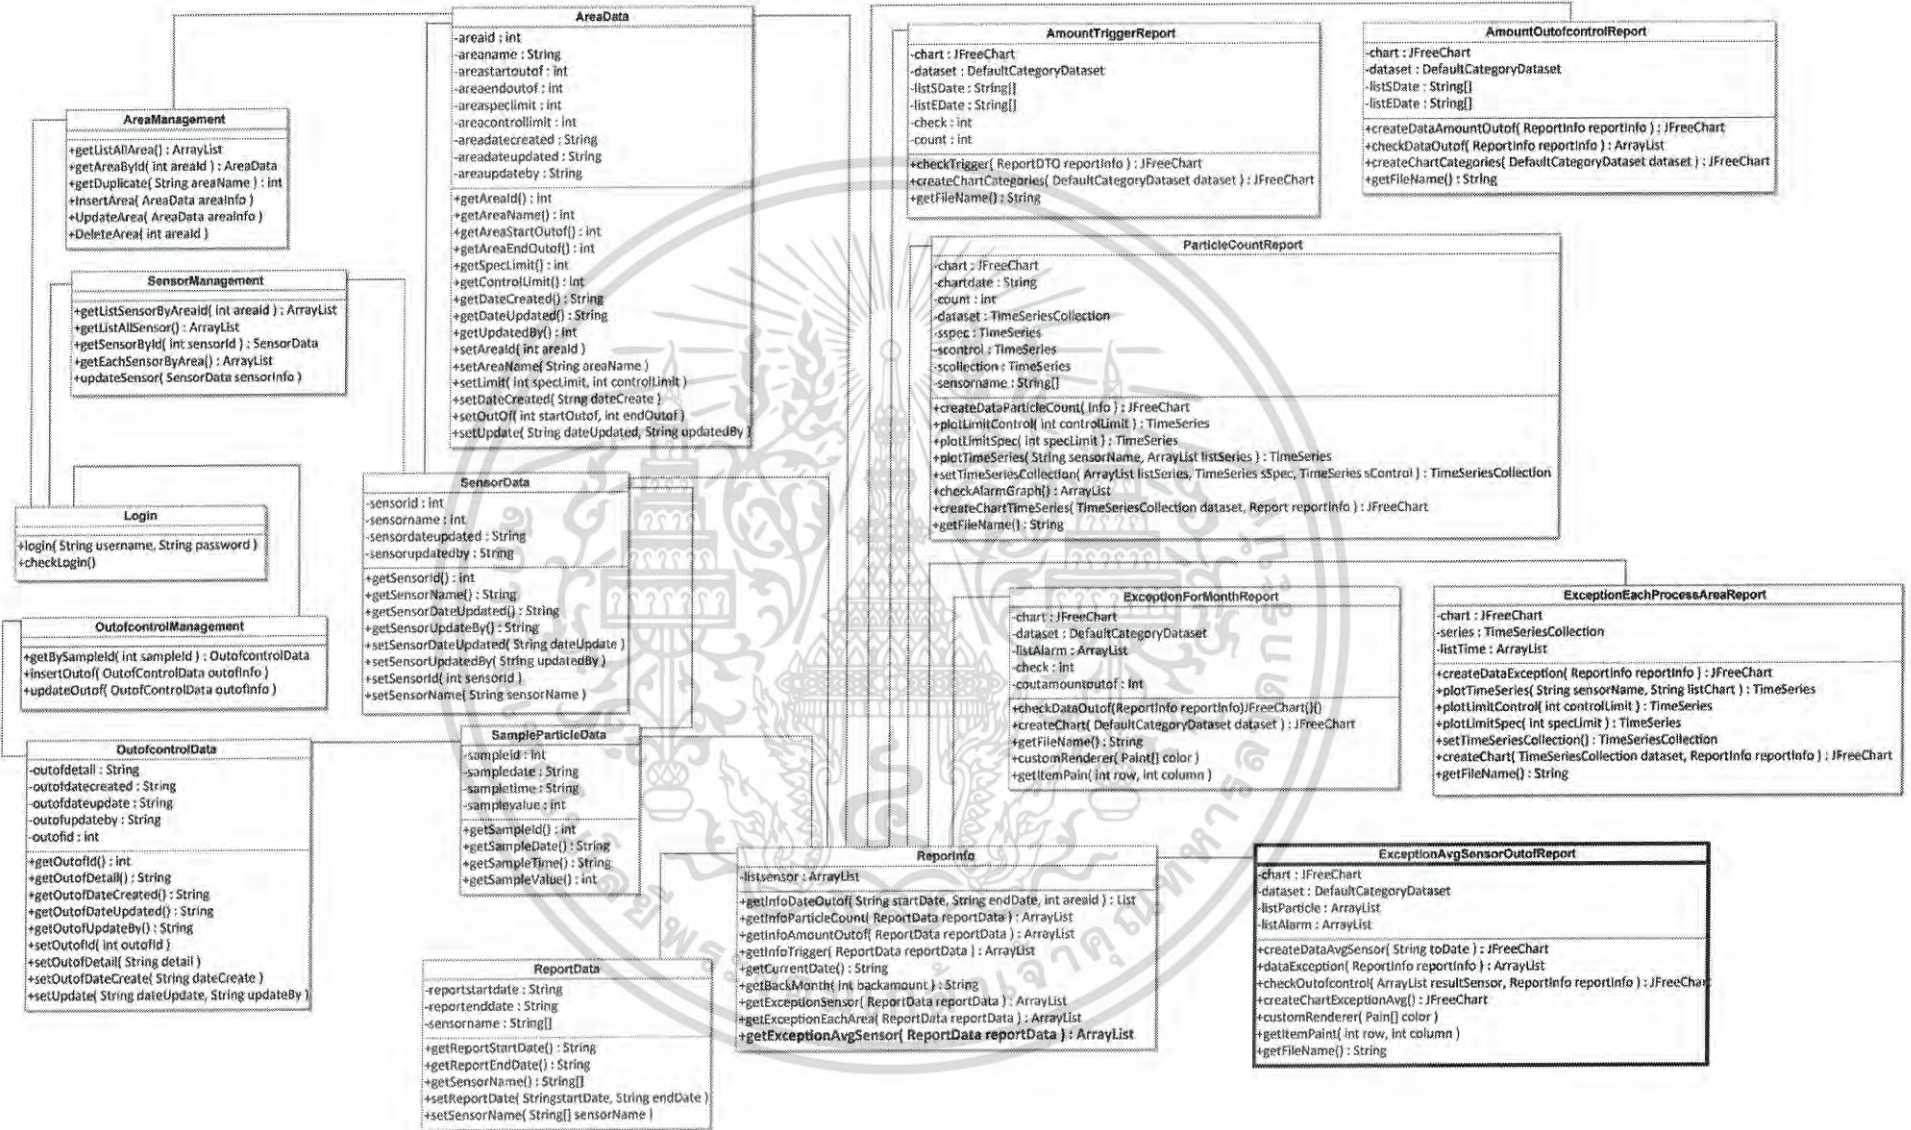 AreaData
-areaid : int
-areaname : String
-areastartoutof : int
-areaendoutof : int
-areaspeclimit : int
-areacontrollimit : int
-areadatecreated : String
-areadateupdated : String
-areaupdateby : String
+getAreaId() : int
+getAreaName() : int
+getAreaStartOutof() : int
+getAreaEndOutof() : int
+getSpecLimit() : int
+getControlLimit() : int
+getDateCreated() : String
+getDateUpdated() : String
+getUpdatedBy() : int
+setAreaId( int areaId )
+setAreaName( String areaName )
+setLimit( int specLimit, int controlLimit )
+setDateCreated( Strng dateCreate )
+setOutOf( int startOutof, int endOutof )
+setUpdate( String dateUpdated, String updatedBy )
AreaManagement
+getListAllArea() : ArrayList
+getAreaById( int areaId ) : AreaData
+getDuplicate( String areaName ) : int
+InsertArea( AreaData areaInfo )
+UpdateArea( AreaData areaInfo )
+DeleteArea( int areaId )
SensorManagement
+getListSensorByAreaId( int areaId ) : ArrayList
+getListAllSensor() : ArrayList
+getSensorById( int sensorId ) : SensorData
+getEachSensorByArea() : ArrayList
+updateSensor( SensorData sensorInfo )
Login
+login( String username, String password )
+checkLogin()
OutofcontrolManagement
+getBySampleId( int sampleId ) : OutofcontrolData
+insertOutof( OutofControlData outofInfo )
+updateOutof( OutofControlData outofInfo )
OutofcontrolData
-outofdetail : String
-outofdatecreated : String
-outofdateupdate : String
-outofupdateby : String
-outofid : int
+getOutofId() : int
+getOutofDetail() : String
+getOutofDateCreated() : String
+getOutofDateUpdated() : String
+getOutofUpdateBy() : String
+setOutofId( int outofId )
+setOutofDetail( String detail )
+setOutofDateCreate( String dateCreate )
+setUpdate( String dateUpdate, String updateBy )
SensorData
-sensorid : int
-sensorname : int
-sensordateupdated : String
-sensorupdatedby : String
+getSensorId() : int
+getSensorName() : String
+getSensorDateUpdated() : String
+getSensorUpdateBy() : String
+setSensorDateUpdated( String dateUpdate )
+setSensorUpdatedBy( String updatedBy )
+setSensorId( int sensorId )
+setSensorName( String sensorName )
SampleParticleData
-sampleid : int
-sampledate : String
-sampletime : String
-samplevalue : int
+getSampleId() : int
+getSampleDate() : String
+getSampleTime() : String
+getSampleValue() : int
ReportData
-reportstartdate : String
-reportenddate : String
-sensorname : String[]
+getReportStartDate() : String
+getReportEndDate() : String
+getSensorName() : String[]
+setReportDate( StringstartDate, String endDate )
+setSensorName( String[] sensorName )
ReporInfo
-listsensor : ArrayList
+getInfoDateOutof( String startDate, String endDate, int areaId ) : List
+getInfoParticleCount( ReportData reportData ) : ArrayList
+getInfoAmountOutof( ReportData reportData ) : ArrayList
+getInfoTrigger( ReportData reportData ) : ArrayList
+getCurrentDate() : String
+getBackMonth( int backamount ) : String
+getExceptionSensor( ReportData reportData ) : ArrayList
+getExceptionEachArea( ReportData reportData ) : ArrayList
+getExceptionAvgSensor( ReportData reportData ) : ArrayList
AmountTriggerReport
-chart : JFreeChart
-dataset : DefaultCategoryDataset
-listSDate : String[]
-listEDate : String[]
-check : int
-count : int
+checkTrigger( ReportDTO reportInfo ) : JFreeChart
+createChartCategories( DefaultCategoryDataset dataset ) : JFreeChart
+getFileName() : String
AmountOutofcontrolReport
-chart : JFreeChart
-dataset : DefaultCategoryDataset
-listSDate : String[]
-listEDate : String[]
+createDataAmountOutof( ReportInfo reportInfo ) : JFreeChart
+checkDataOutof( ReportInfo reportInfo ) : ArrayList
+createChartCategories( DefaultCategoryDataset dataset ) : JFreeChart
+getFileName() : String
ParticleCountReport
-chart : JFreeChart
-chartdate : String
-count : int
-dataset : TimeSeriesCollection
-sspec : TimeSeries
-scontrol : TimeSeries
-scollection : TimeSeries
-sensorname : String[]
+createDataParticleCount( Info ) : JFreeChart
+plotLimitControl( int controlLimit ) : TimeSeries
+plotLimitSpec( int specLimit ) : TimeSeries
+plotTimeSeries( String sensorName, ArrayList listSeries ) : TimeSeries
+setTimeSeriesCollection( ArrayList listSeries, TimeSeries sSpec, TimeSeries sControl ) : TimeSeriesCollection
+checkAlarmGraph() : ArrayList
+createChartTimeSeries( TimeSeriesCollection dataset, Report reportInfo ) : JFreeChart
+getFileName() : String
ExceptionForMonthReport
-chart : JFreeChart
-dataset : DefaultCategoryDataset
-listAlarm : ArrayList
-check : int
-coutamountoutof : int
+checkDataOutof(ReportInfo reportInfo)JFreeChart()()
+createChart( DefaultCategoryDataset dataset ) : JFreeChart
+getFileName() : String
+customRenderer( Paint[] color )
+getItemPain( int row, int column )
ExceptionEachProcessAreaReport
-chart : JFreeChart
-series : TimeSeriesCollection
-listTime : ArrayList
+createDataException( ReportInfo reportInfo ) : JFreeChart
+plotTimeSeries( String sensorName, String listChart ) : TimeSeries
+plotLimitControl( int controlLimit ) : TimeSeries
+plotLimitSpec( int specLimit ) : TimeSeries
+setTimeSeriesCollection() : TimeSeriesCollection
+createChart( TimeSeriesCollection dataset, ReportInfo reportInfo ) : JFreeChart
+getFileName() : String
ExceptionAvgSensorOutofReport
-chart : JFreeChart
-dataset : DefaultCategoryDataset
-listParticle : ArrayList
-listAlarm : ArrayList
+createDataAvgSensor( String toDate ) : JFreeChart
+dataException( ReportInfo reportInfo ) : ArrayList
+checkOutofcontrol( ArrayList resultSensor, ReportInfo reportInfo ) : JFreeChart
+createChartExceptionAvg() : JFreeChart
+customRenderer( Pain[] color )
+getItemPaint( int row, int column )
+getFileName() : String